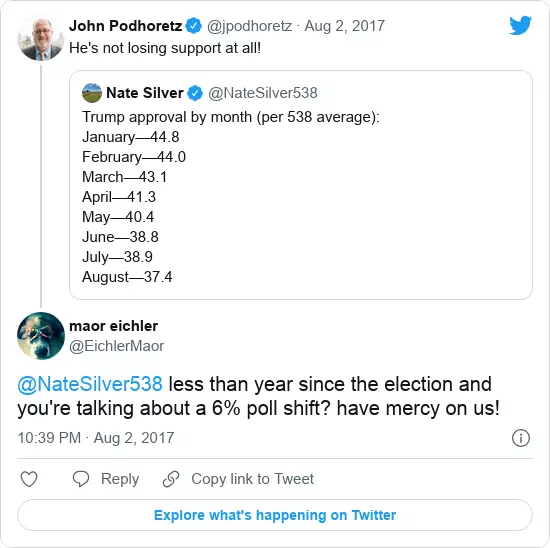 John Podhoretz @jpodhoretz · Aug 2, 2017
He's not losing support at all!
Nate Silver @NateSilver538
Trump approval by month (per 538 average):
January—44.8
February—44.0
March—43.1
April—41.3
May—40.4
June—38.8
July—38.9
August—37.4
maor eichler
@EichlerMaor
@NateSilver538 less than year since the election and
you're talking about a 6% poll shift? have mercy on us!
10:39 PM · Aug 2, 2017
Reply Copy link to Tweet
Explore what's happening on Twitter